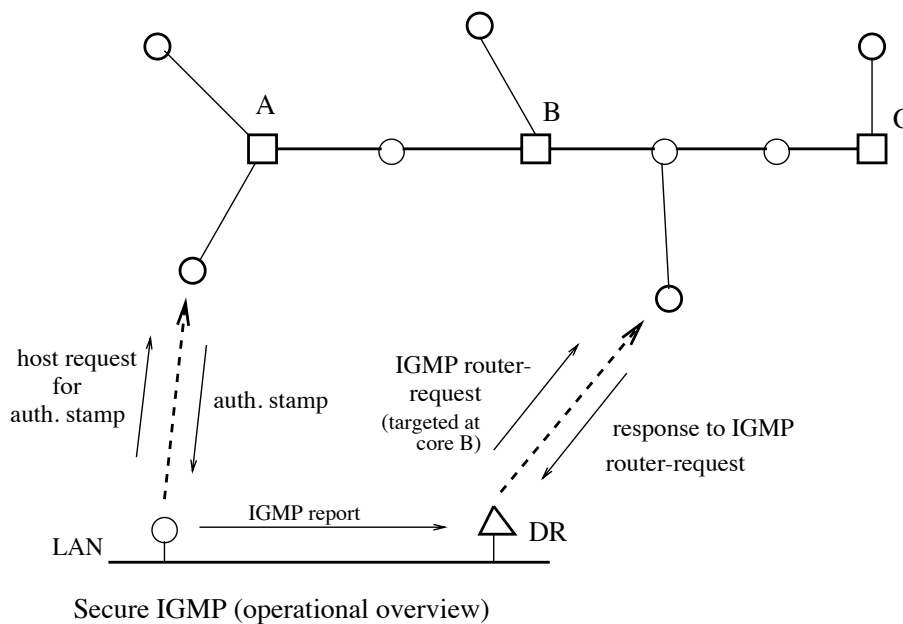 A
B
C
host request
for
auth. stamp
auth. stamp
IGMP router-
request
(targeted at
core B)
response to IGMP
router-request
IGMP report
LAN
DR
Secure IGMP (operational overview)